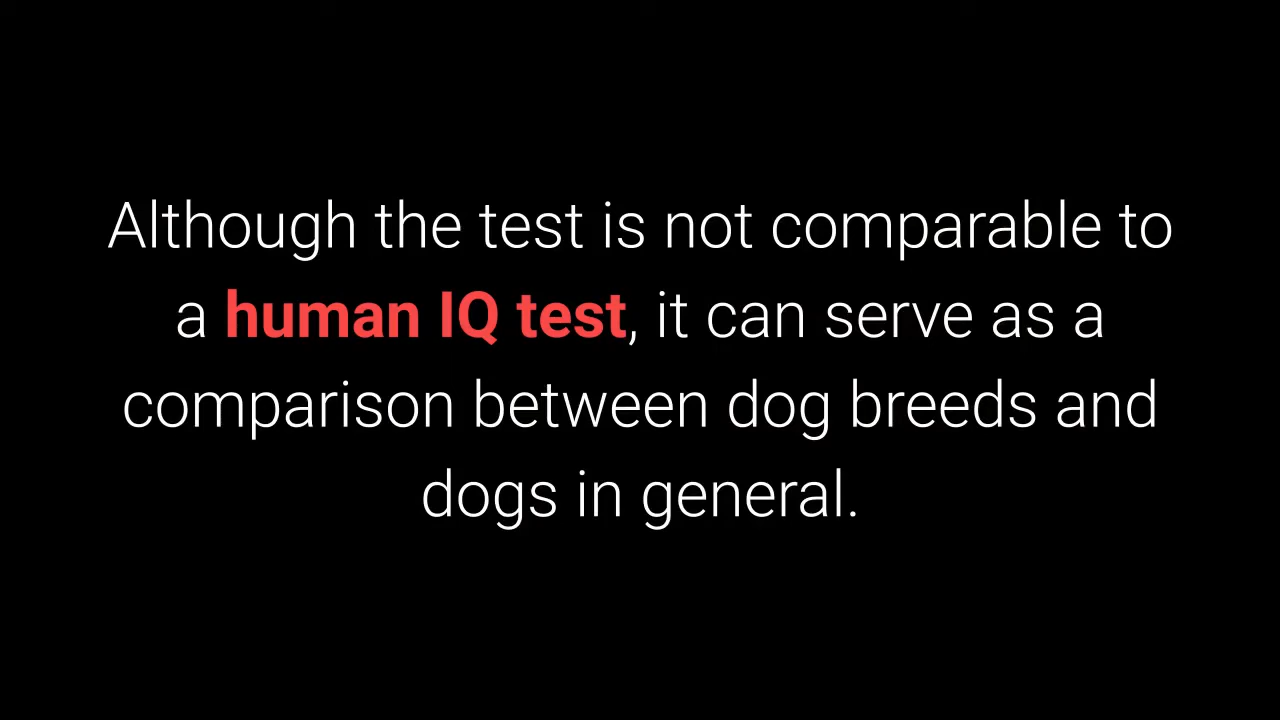 Although the test is not comparable to
a human IQ test, it can serve as a
comparison between dog breeds and
dogs in general.